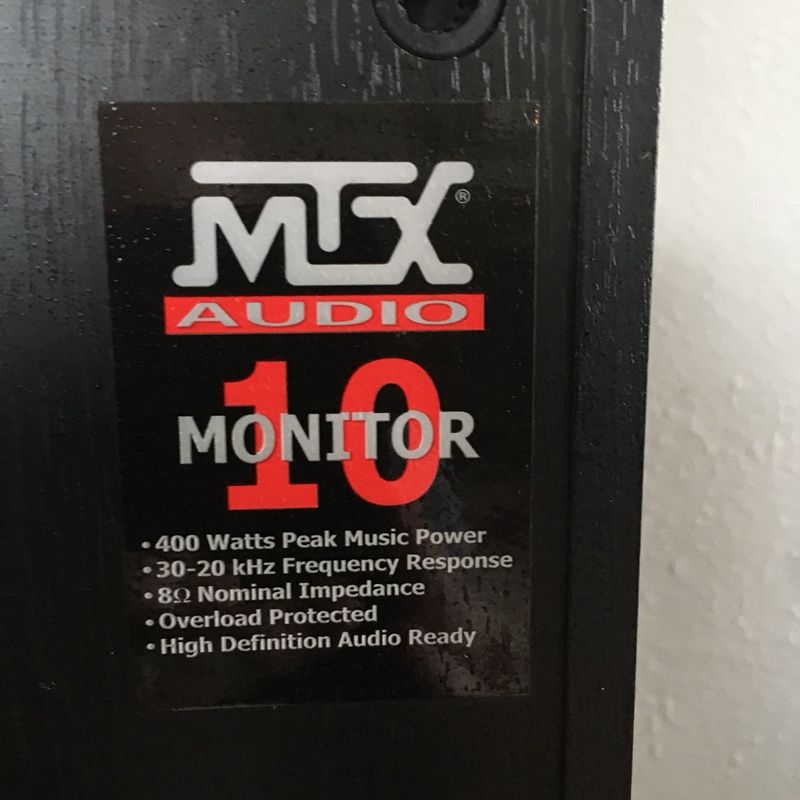 MTX®
AUDIO
10
MONITOR
• 400 Watts Peak Music Power
• 30-20 kHz Frequency Response
• 8Ω Nominal Impedance
• Overload Protected
• High Definition Audio Ready